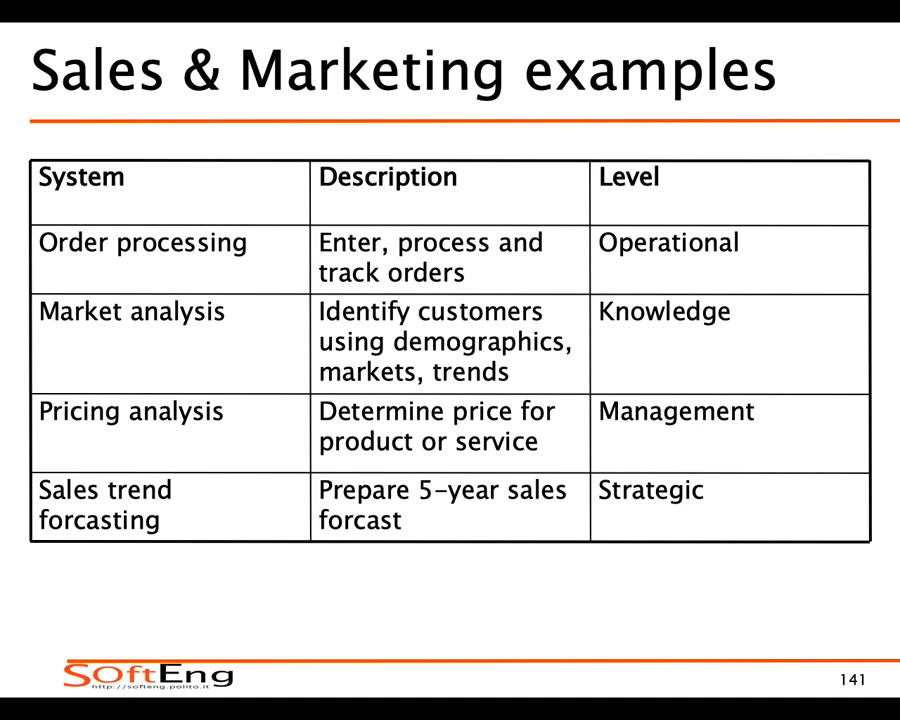 Sales & Marketing examples
System Description Level
Order processing Enter, process and Operational
track orders
Market analysis Identify customers Knowledge
using demographics,
markets, trends
Pricing analysis Determine price for Management
product or service
Sales trend Prepare 5-year sales Strategic
forcasting forcast
SOftEng
http://softeng.polito.it
141